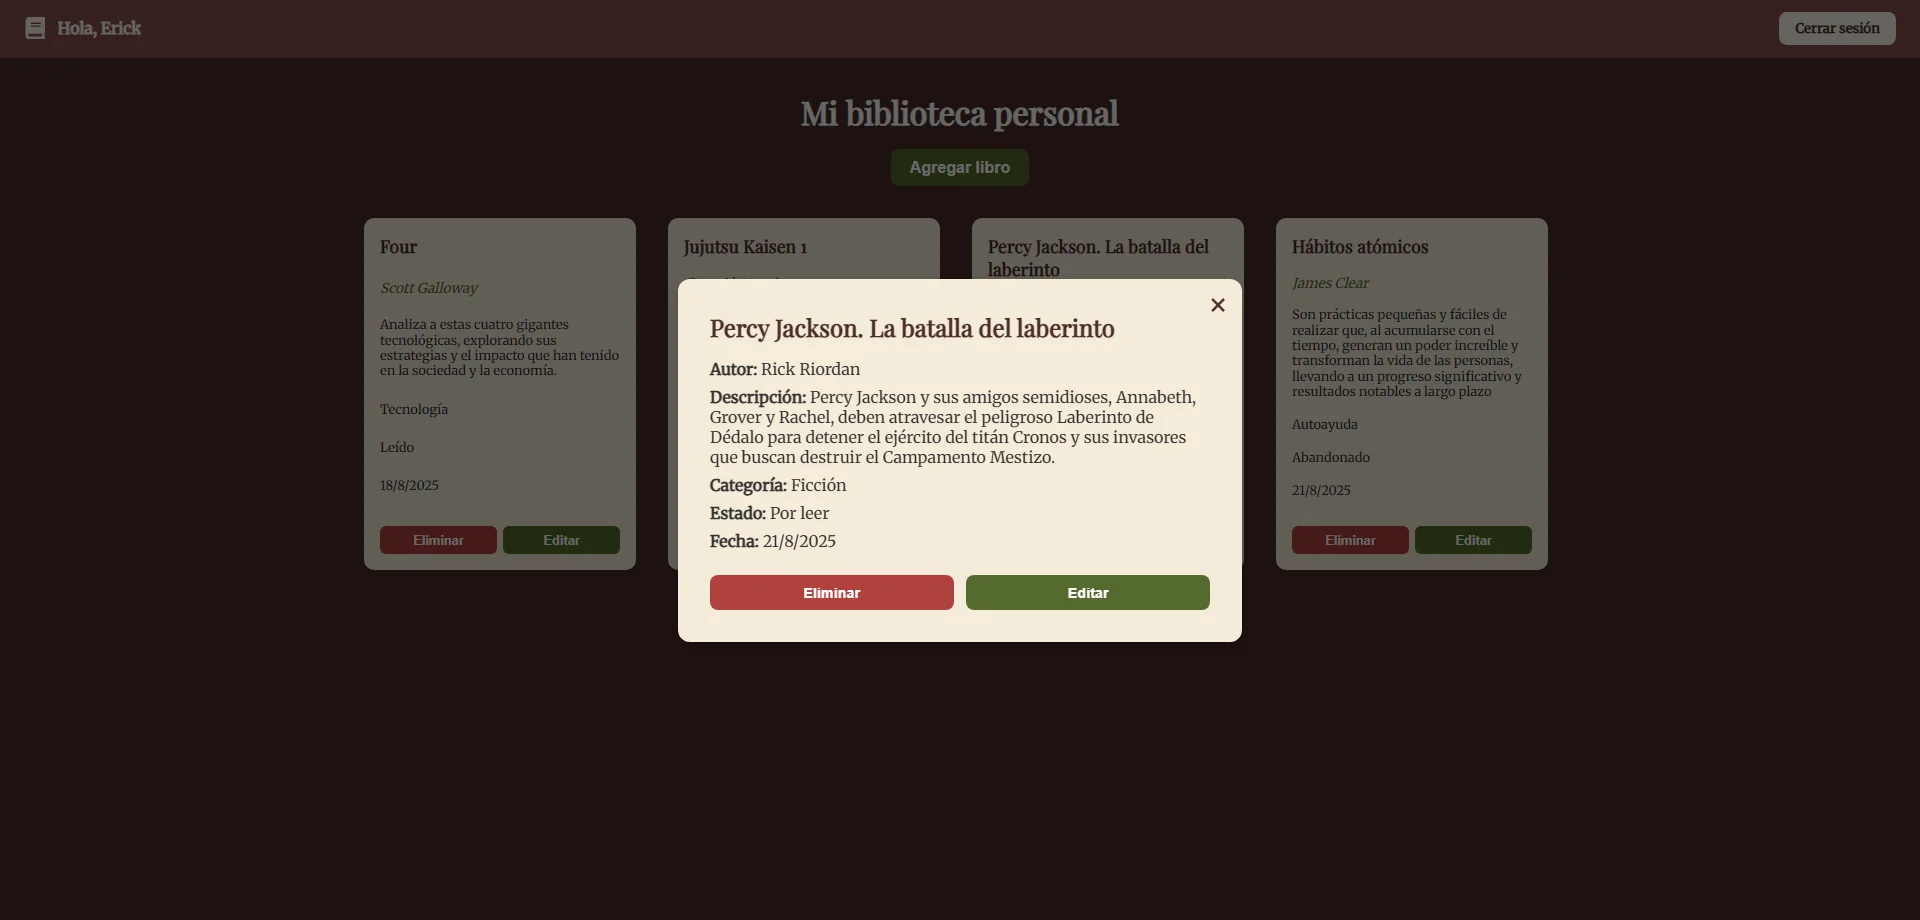 Hola, Erick
Cerrar sesión
Mi biblioteca personal
Agregar libro
Four
Scott Galloway
Analiza a estas cuatro gigantes
tecnológicas, explorando sus
estrategias y el impacto que han tenido
en la sociedad y la economía.
Tecnología
Leído
18/8/2025
Eliminar
Editar
Jujutsu Kaisen 1
Percy Jackson. La batalla del
laberinto
Hábitos atómicos
James Clear
Son prácticas pequeñas y fáciles de
realizar que, al acumularse con el
tiempo, generan un poder increíble y
transforman la vida de las personas,
llevando a un progreso significativo y
resultados notables a largo plazo
Autoayuda
Abandonado
21/8/2025
Eliminar
Editar
Percy Jackson. La batalla del laberinto
Autor: Rick Riordan
Descripción: Percy Jackson y sus amigos semidioses, Annabeth,
Grover y Rachel, deben atravesar el peligroso Laberinto de
Dédalo para detener el ejército del titán Cronos y sus invasores
que buscan destruir el Campamento Mestizo.
Categoría: Ficción
Estado: Por leer
Fecha: 21/8/2025
Eliminar
Editar